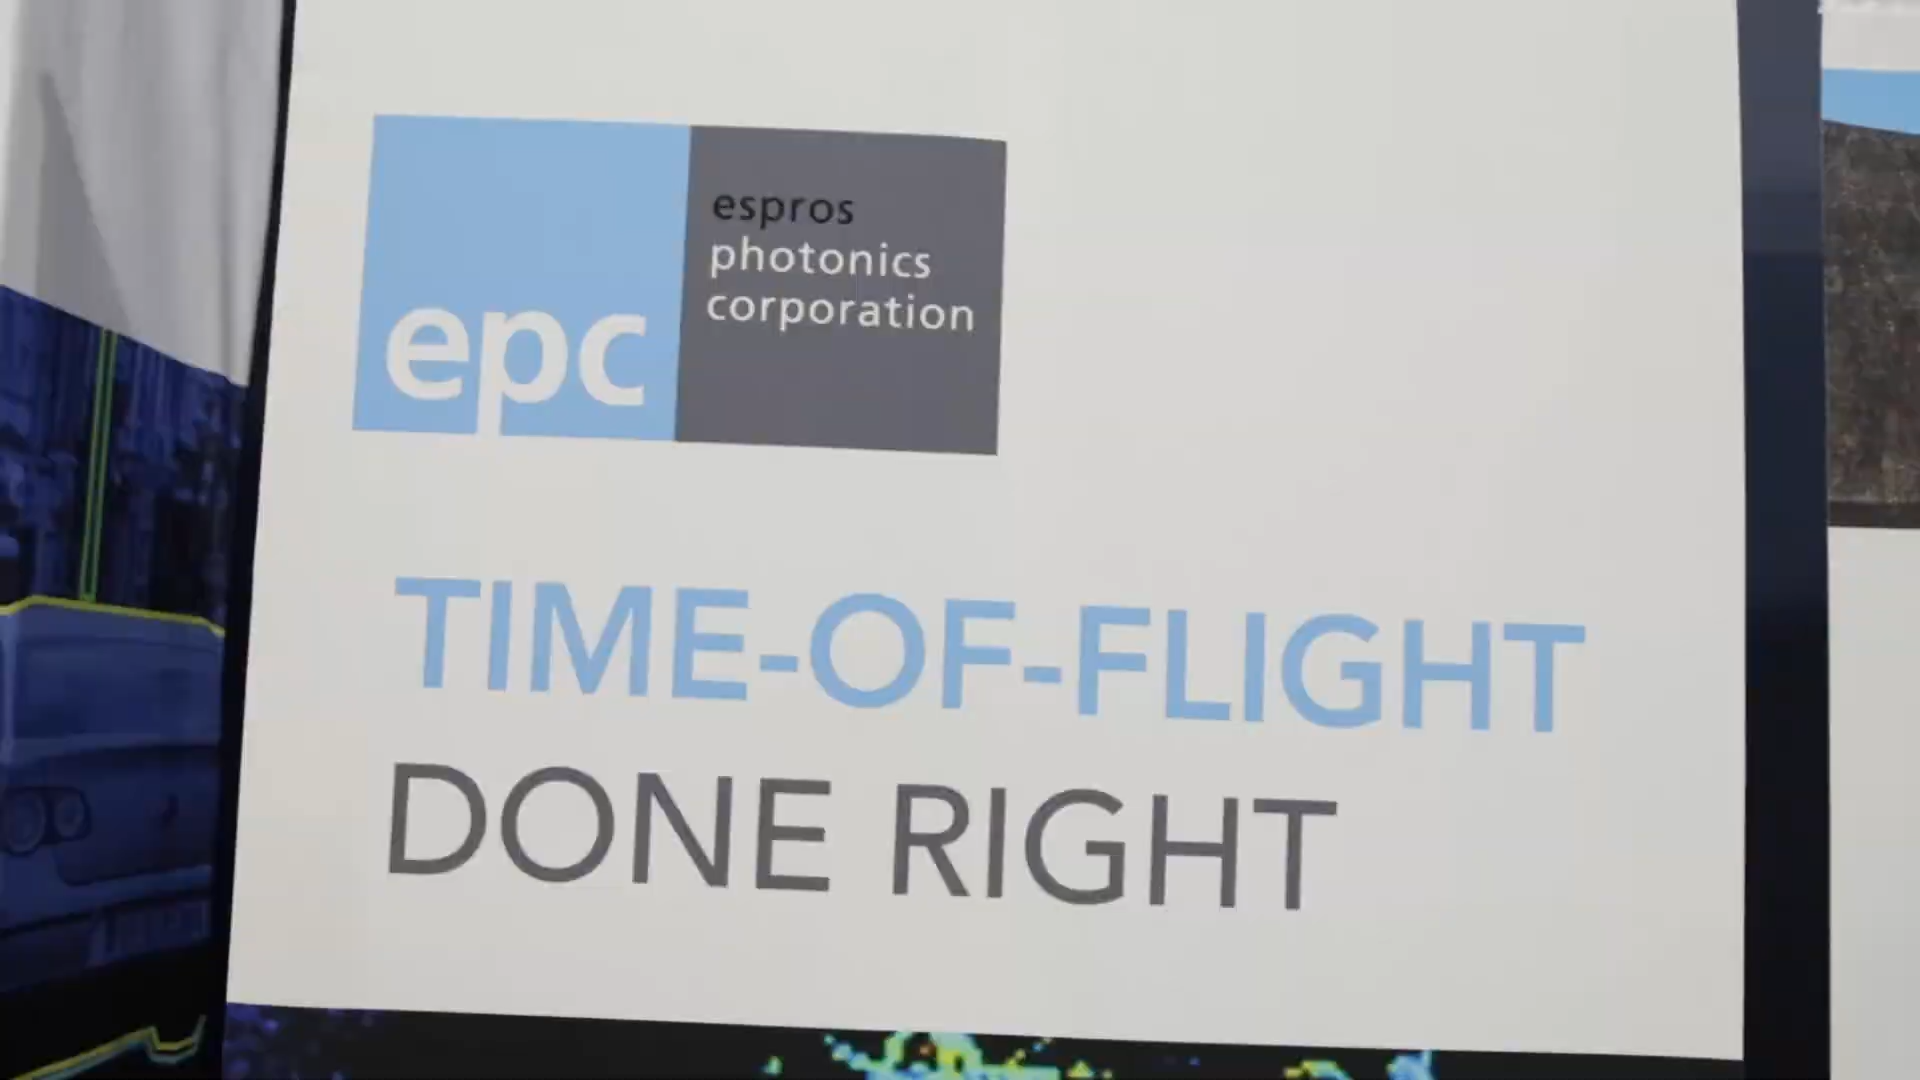 epc
espros
photonics
corporation
TIME-OF-FLIGHT
DONE RIGHT